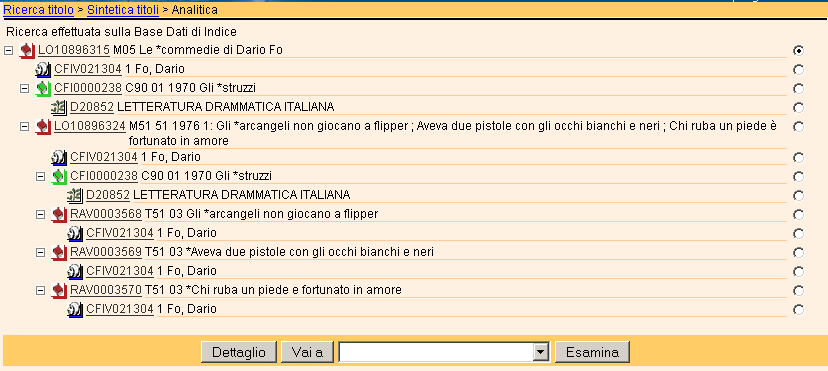 Ricerca titolo > Sintetica titoli > Analitica
Ricerca effettuata sulla Base Dati di Indice
LO10896315 M05 Le *commedie di Dario Fo
CFIV021304 1 Fo, Dario
CFI0000238 C90 01 1970 Gli *struzzi
D20852 LETTERATURA DRAMMATICA ITALIANA
LO10896324 M51 51 1976 1: Gli *arcangeli non giocano a flipper ; Aveva due pistole con gli occhi bianchi e neri ; Chi ruba un piede è
fortunato in amore
CFIV021304 1 Fo, Dario
CFI0000238 C90 01 1970 Gli *struzzi
D20852 LETTERATURA DRAMMATICA ITALIANA
RAV0003568 T51 03 Gli *arcangeli non giocano a flipper
CFIV021304 1 Fo, Dario
RAV0003569 T51 03 *Aveva due pistole con gli occhi bianchi e neri
CFIV021304 1 Fo, Dario
RAV0003570 T51 03 *Chi ruba un piede e fortunato in amore
CFIV021304 1 Fo, Dario
Dettaglio Vai a Esamina